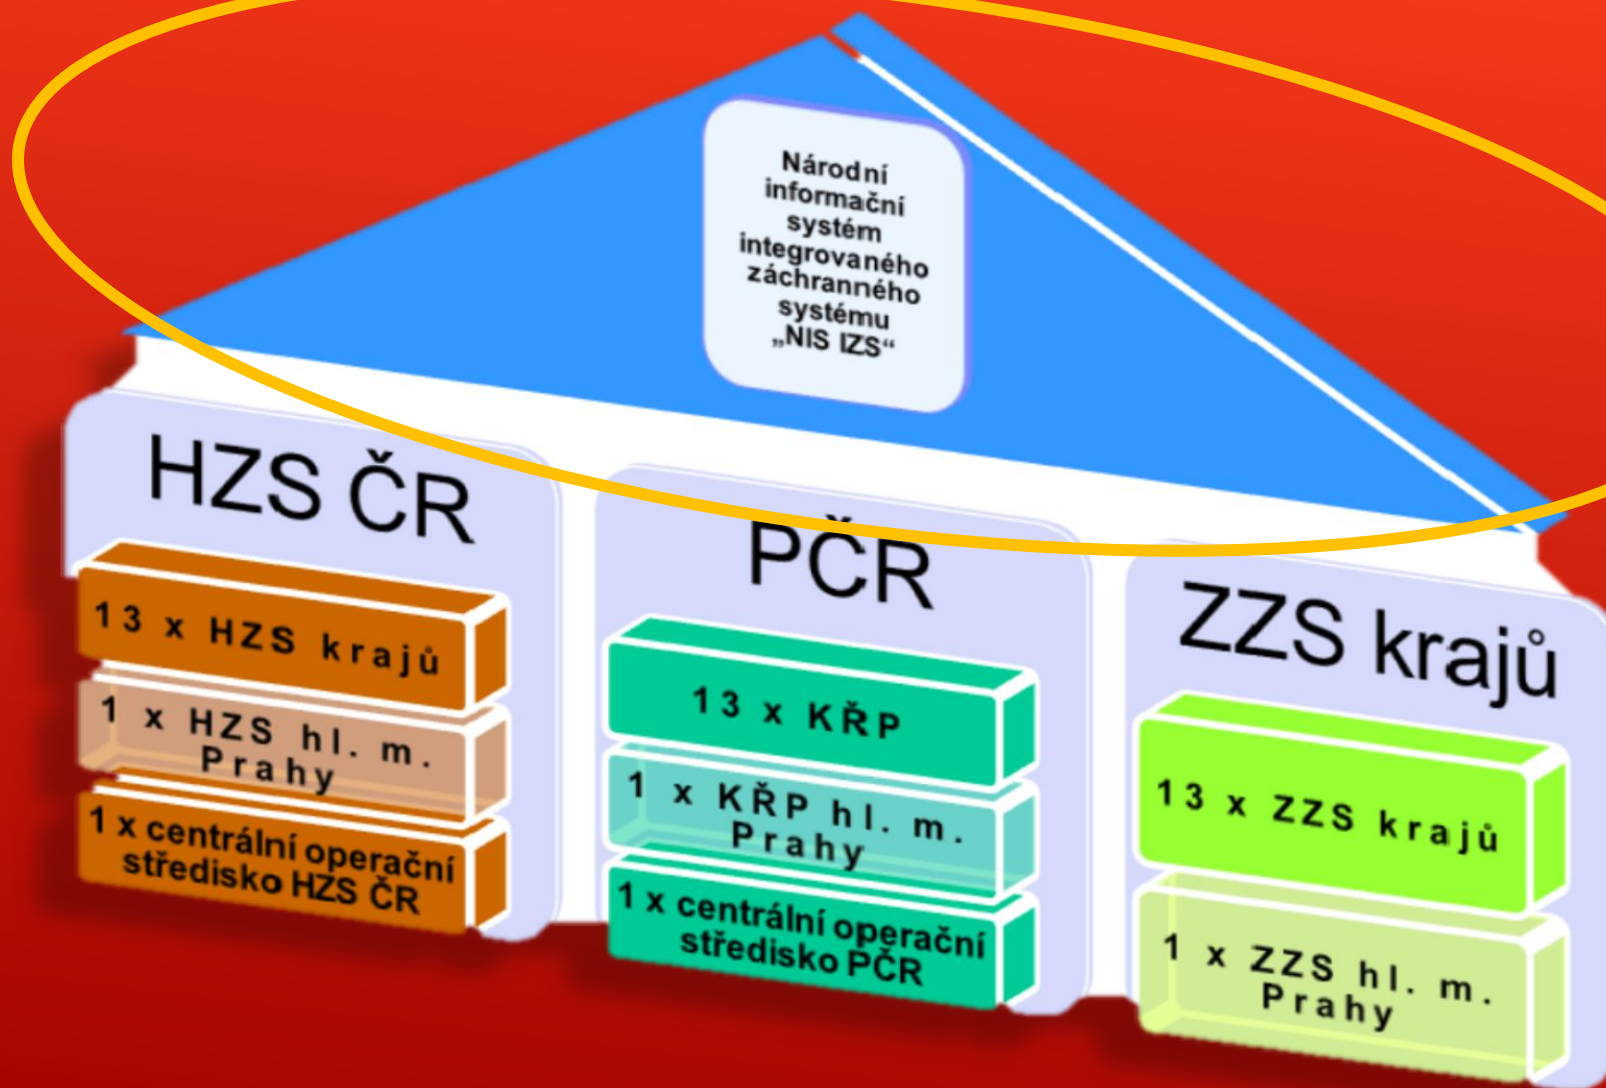 Národní
informační
systém
integrovaného
záchranného
systému
„NIS IZS“
HZS ČR
13 x HZS krajů
1 x HZS hl. m.
Prahy
1 x centrální operační
středisko HZS ČR
PČR
13 x KŘP
1 x KŘP hl. m.
Prahy
1 x centrální operační
středisko PČR
ZZS krajů
13 x ZZS krajů
1 x ZZS hl. m.
Prahy